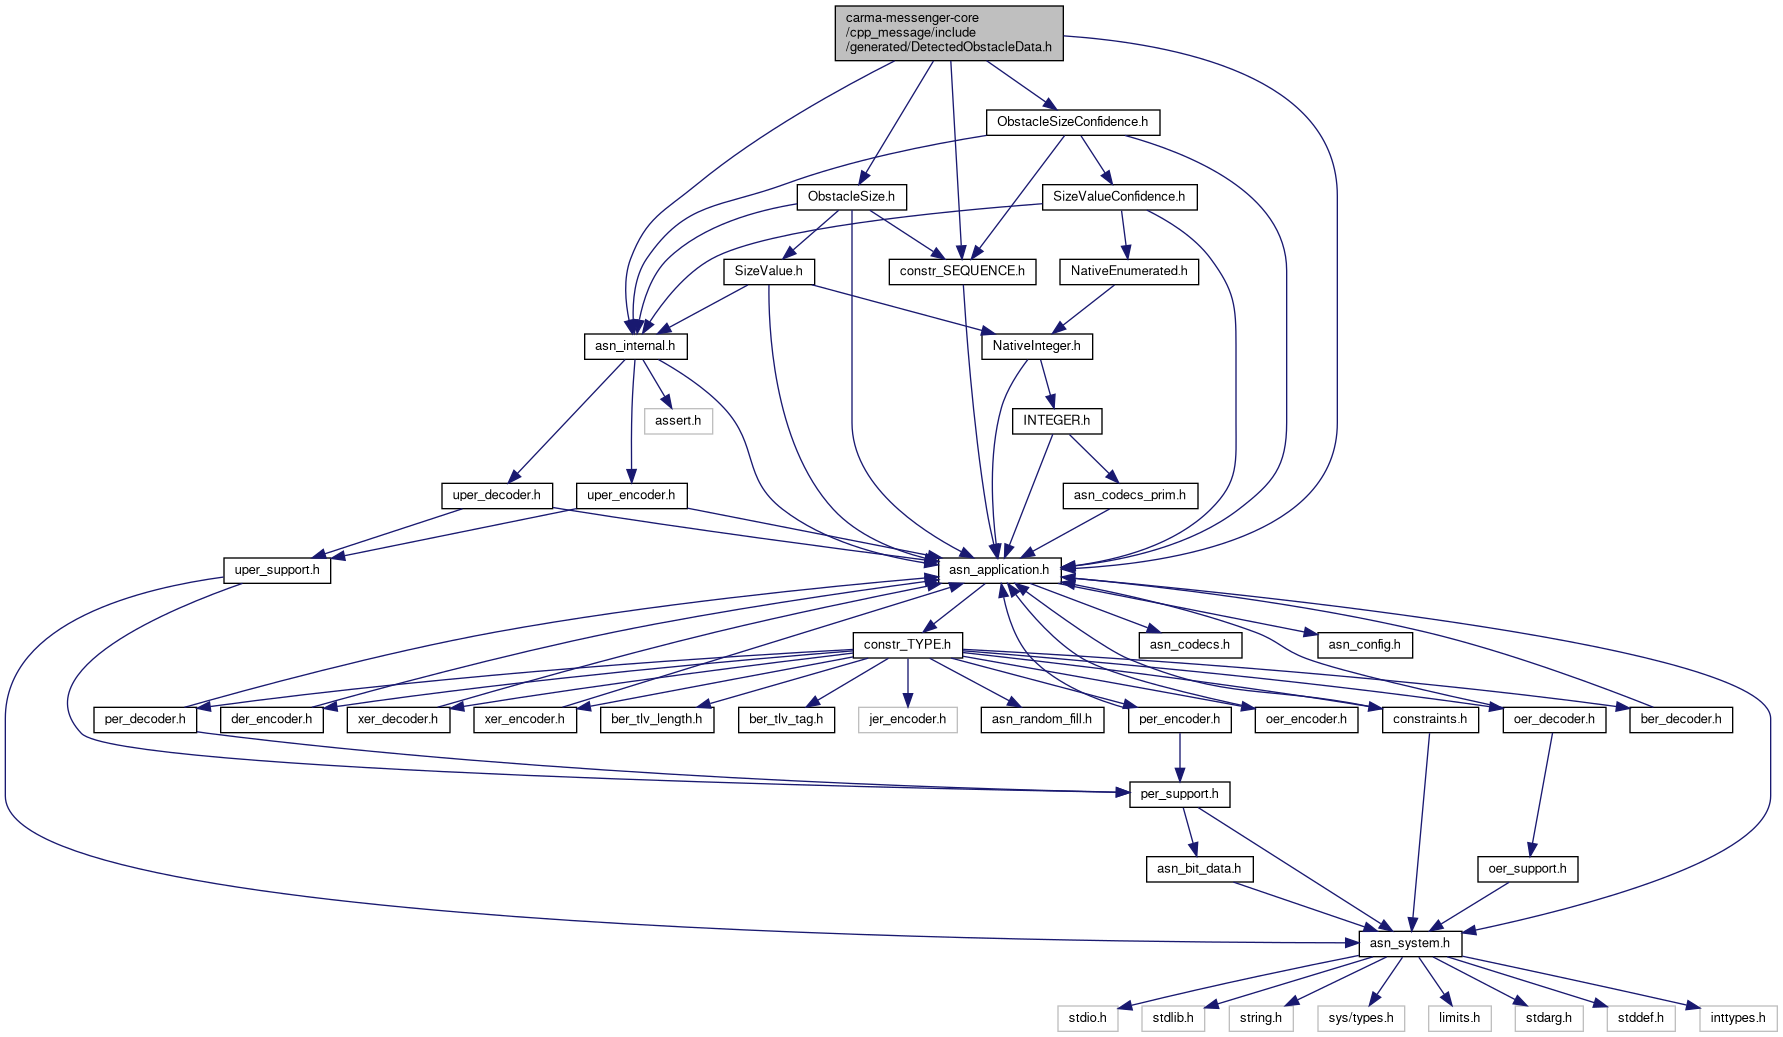 carma-messenger-core
/cpp_message/include
/generated/DetectedObstacleData.h
ObstacleSizeConfidence.h
ObstacleSize.h
SizeValueConfidence.h
SizeValue.h
constr_SEQUENCE.h
NativeEnumerated.h
asn_internal.h
NativeInteger.h
assert.h
INTEGER.h
uper_decoder.h
uper_encoder.h
asn_codecs_prim.h
uper_support.h
asn_application.h
constr_TYPE.h
asn_codecs.h
asn_config.h
per_decoder.h
der_encoder.h
xer_decoder.h
xer_encoder.h
ber_tlv_length.h
ber_tlv_tag.h
jer_encoder.h
asn_random_fill.h
per_encoder.h
oer_encoder.h
constraints.h
oer_decoder.h
ber_decoder.h
per_support.h
asn_bit_data.h
oer_support.h
asn_system.h
stdio.h
stdlib.h
string.h
sys/types.h
limits.h
stdarg.h
stddef.h
inttypes.h